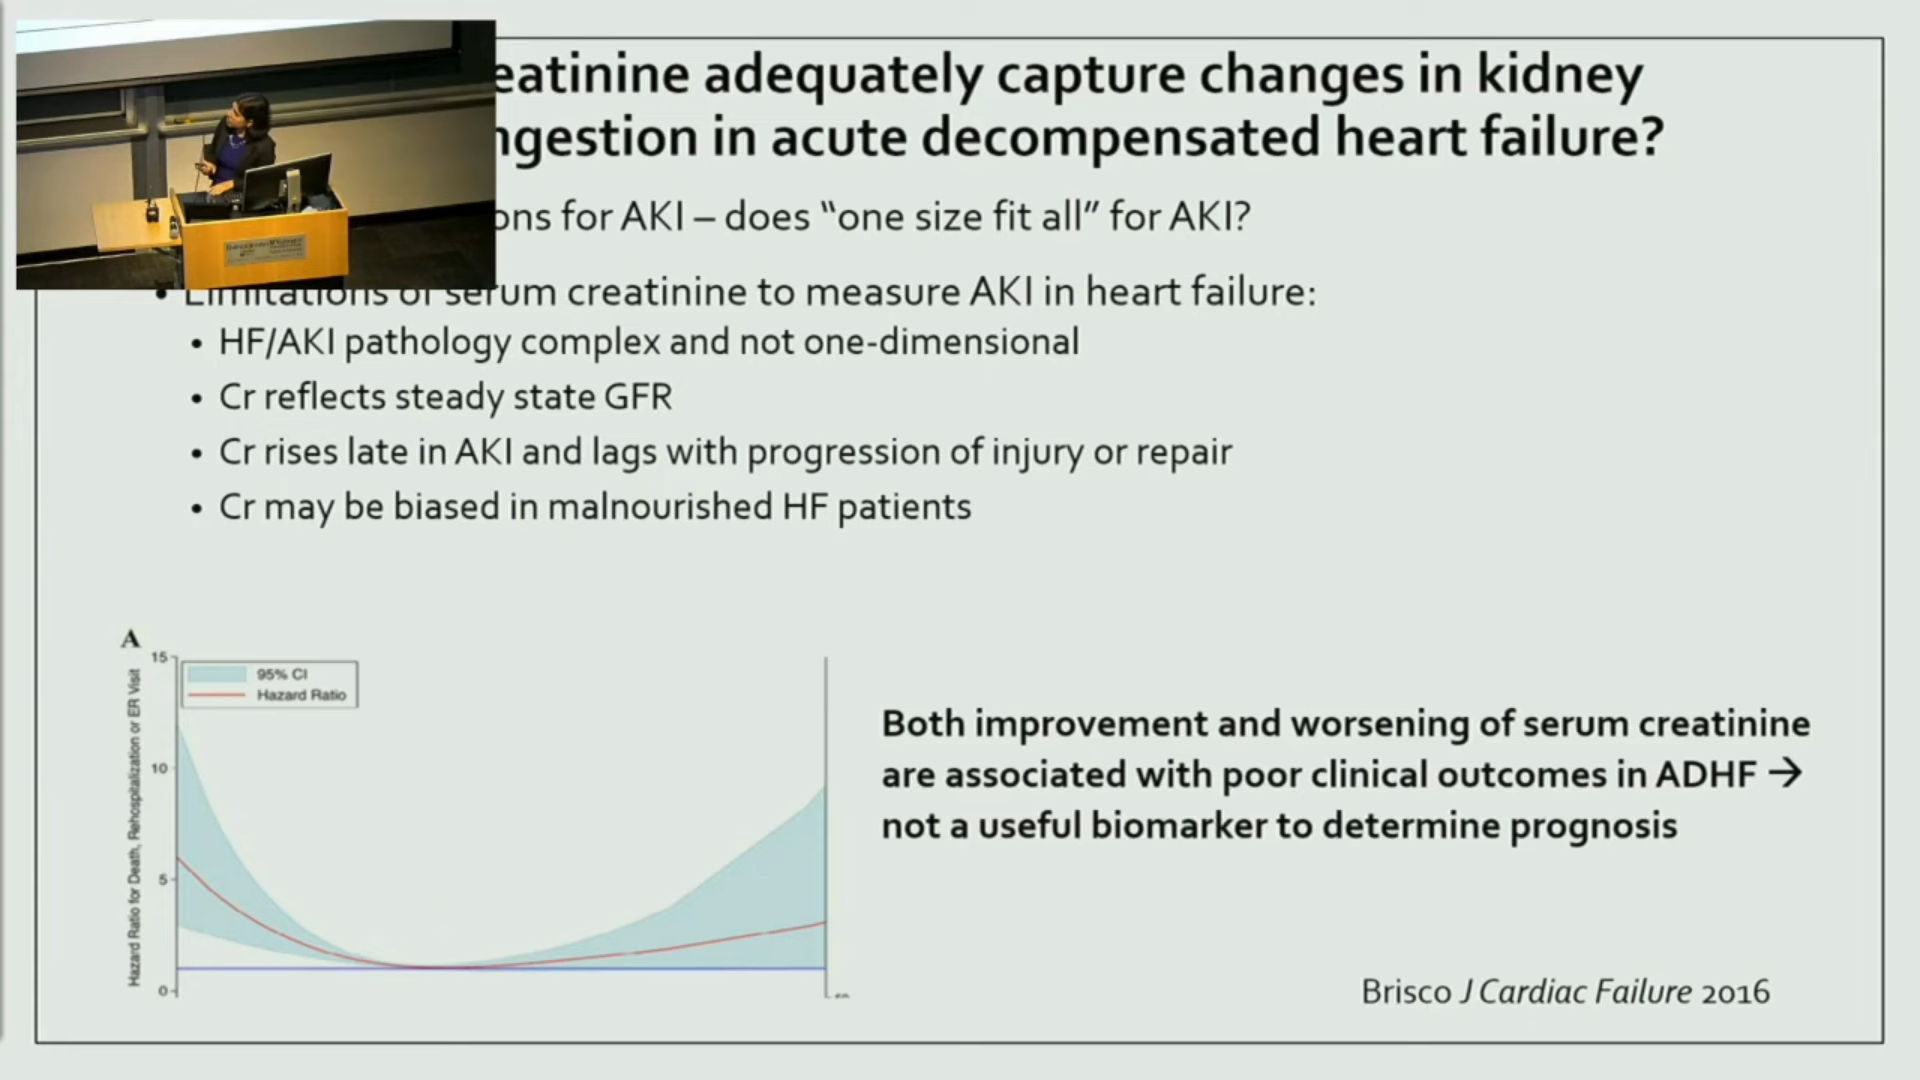 eatinine adequately capture changes in kidney
ngestion in acute decompensated heart failure?
ons for AKI – does “one size fit all” for AKI?
• Limitations of serum creatinine to measure AKI in heart failure:
• HF/AKI pathology complex and not one-dimensional
• Cr reflects steady state GFR
• Cr rises late in AKI and lags with progression of injury or repair
• Cr may be biased in malnourished HF patients
A
Hazard Ratio for Death, Rehospitalization or ER Visit
15
10
5
0
95% CI
Hazard Ratio
Both improvement and worsening of serum creatinine
are associated with poor clinical outcomes in ADHF →
not a useful biomarker to determine prognosis
Brisco J Cardiac Failure 2016